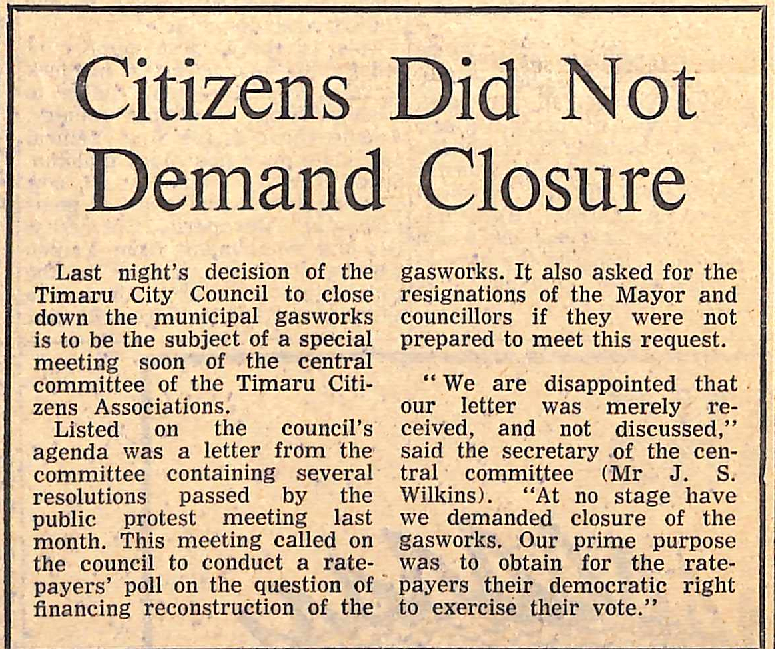 Citizens Did Not
Demand Closure
Last night's decision of the
Timaru City Council to close
down the municipal gasworks
is to be the subject of a special
meeting soon of the central
committee of the Timaru Citi-
zens Associations.
Listed on the council's
agenda was a letter from the
committee containing several
resolutions passed by the
public protest meeting last
month. This meeting called on
the council to conduct a rate-
payers' poll on the question of
financing reconstruction of the
gasworks. It also asked for the
resignations of the Mayor and
councillors if they were not
prepared to meet this request.
"We are disappointed that
our letter was merely re-
ceived, and not discussed,"
said the secretary of the cen-
tral committee (Mr J. S.
Wilkins). "At no stage have
we demanded closure of the
gasworks. Our prime purpose
was to obtain for the rate-
payers their democratic right
to exercise their vote."